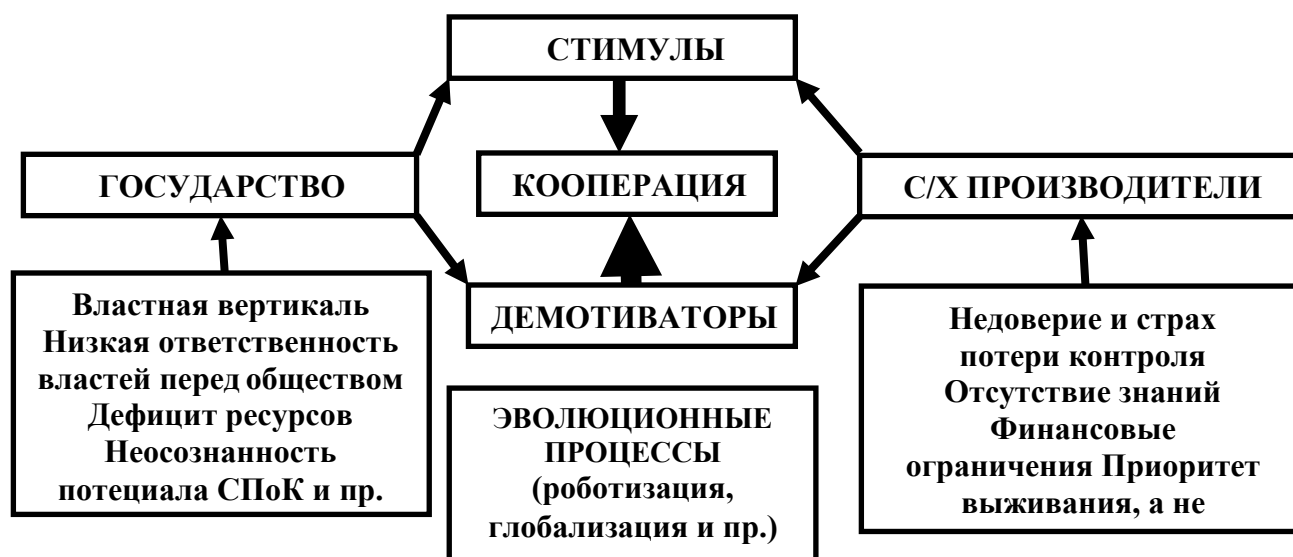 СТИМУЛЫ
ГОСУДАРСТВО
КООПЕРАЦИЯ
С/Х ПРОИЗВОДИТЕЛИ
Властная вертикаль
Низкая ответственность
властей перед обществом
Дефицит ресурсов
Неосознанность
потециала СПоК и пр.
ДЕМОТИВАТОРЫ
ЭВОЛЮЦИОННЫЕ
ПРОЦЕССЫ
(роботизация,
глобализация и пр.)
Недоверие и страх
потери контроля
Отсутствие знаний
Финансовые
ограничения Приоритет
выживания, а не